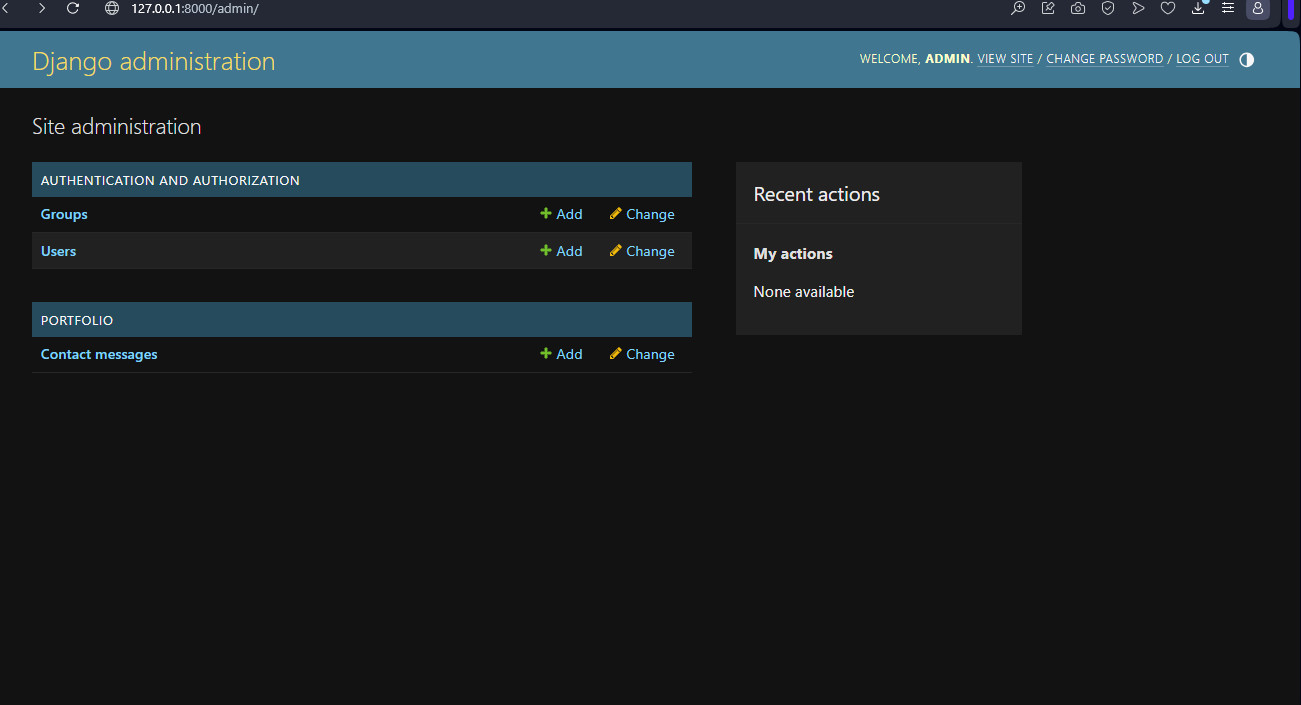 127.0.0.1:8000/admin/
Django administration
WELCOME, ADMIN. VIEW SITE / CHANGE PASSWORD / LOG OUT
Site administration
AUTHENTICATION AND AUTHORIZATION
Groups Add Change
Users Add Change
PORTFOLIO
Contact messages Add Change
Recent actions
My actions
None available